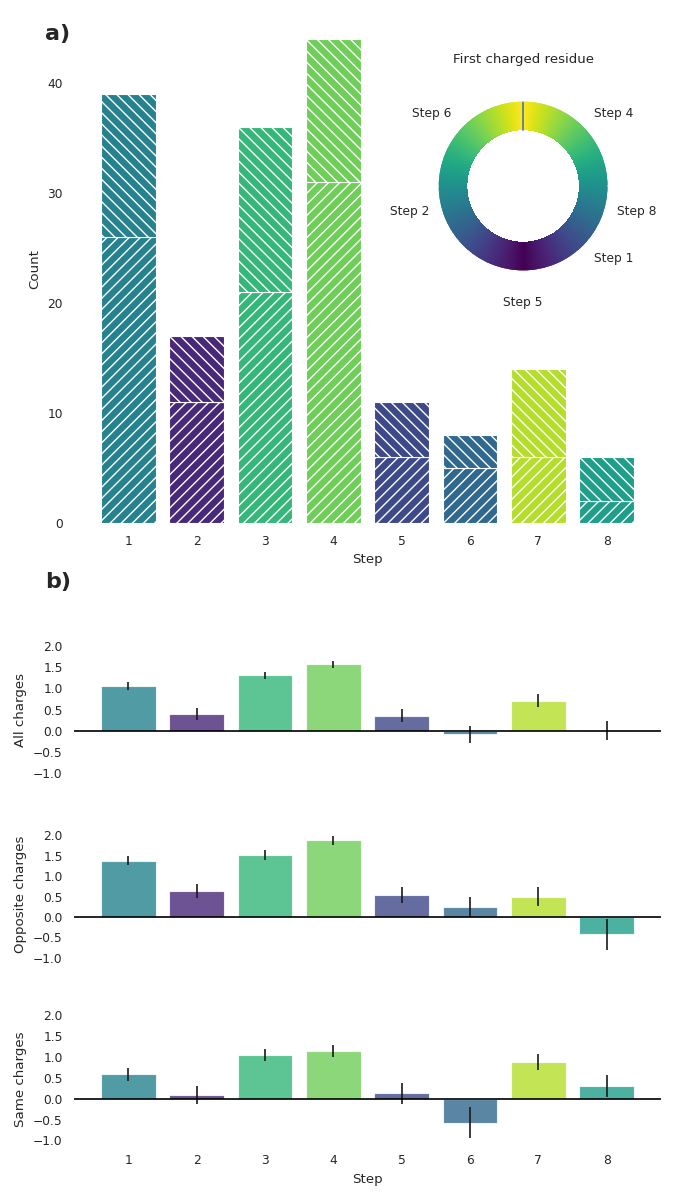 a)
First charged residue
Step 6
Step 4
Step 2
Step 8
Step 1
Step 5
Count
40
30
20
10
0
1 2 3 4 5 6 7 8
Step
b)
All charges
2.0
1.5
1.0
0.5
0.0
−0.5
−1.0
Opposite charges
2.0
1.5
1.0
0.5
0.0
−0.5
−1.0
Same charges
2.0
1.5
1.0
0.5
0.0
−0.5
−1.0
1 2 3 4 5 6 7 8
Step